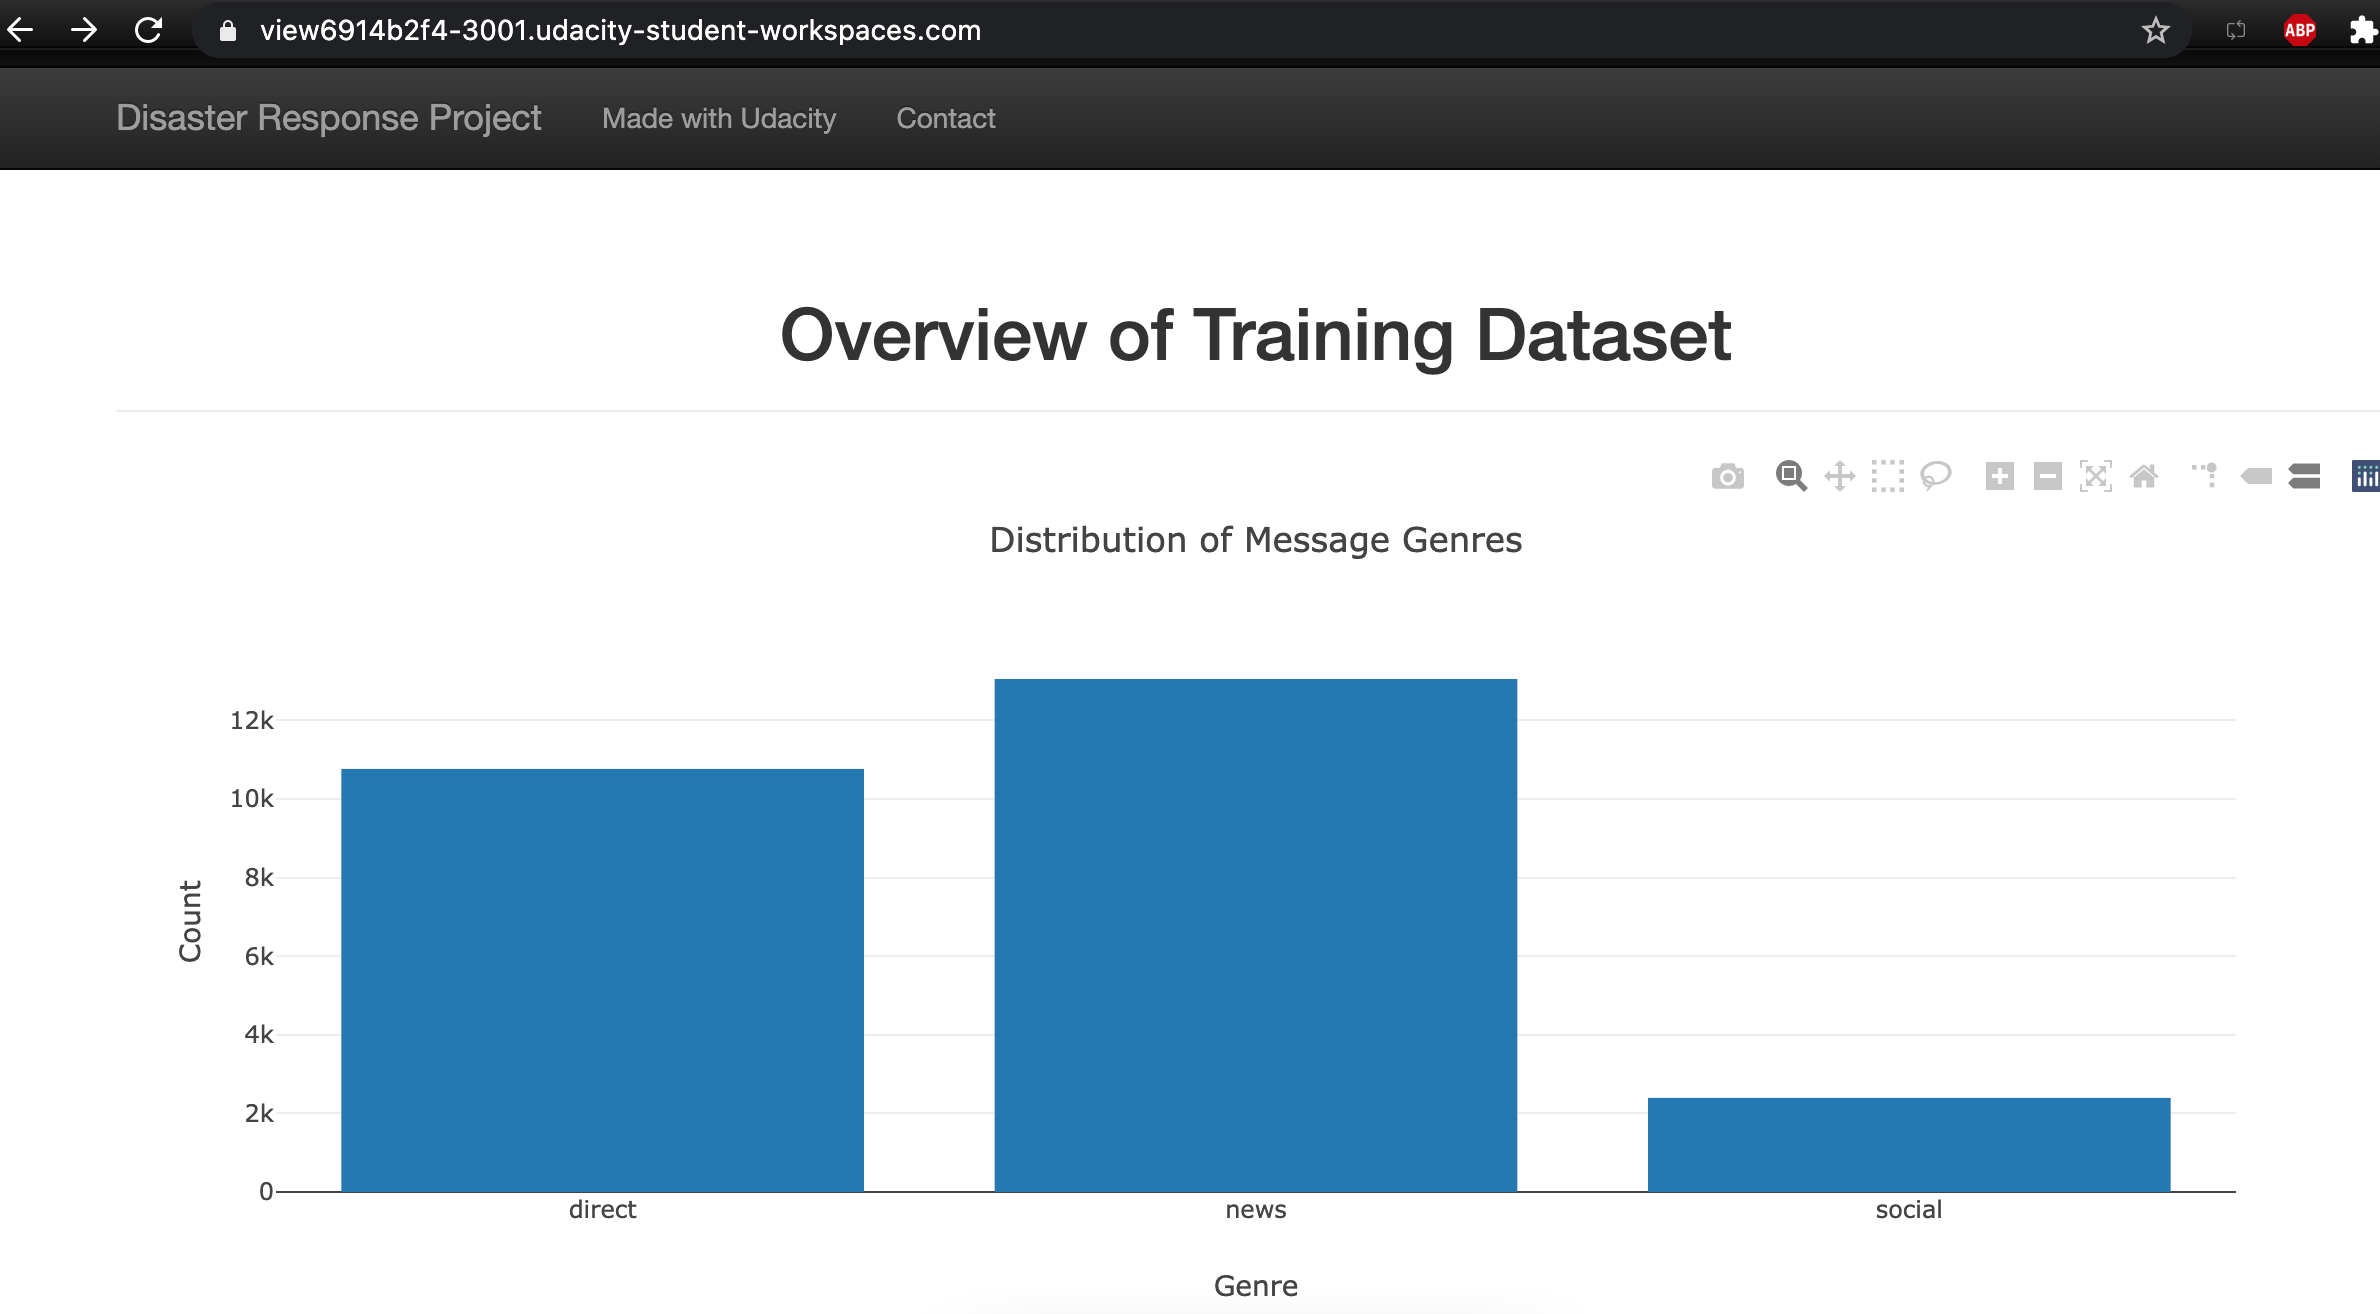 view6914b2f4-3001.udacity-student-workspaces.com
ABP
Disaster Response Project Made with Udacity Contact
Overview of Training Dataset
Distribution of Message Genres
12k
10k
8k
6k
4k
2k
0
Count
direct news social
Genre